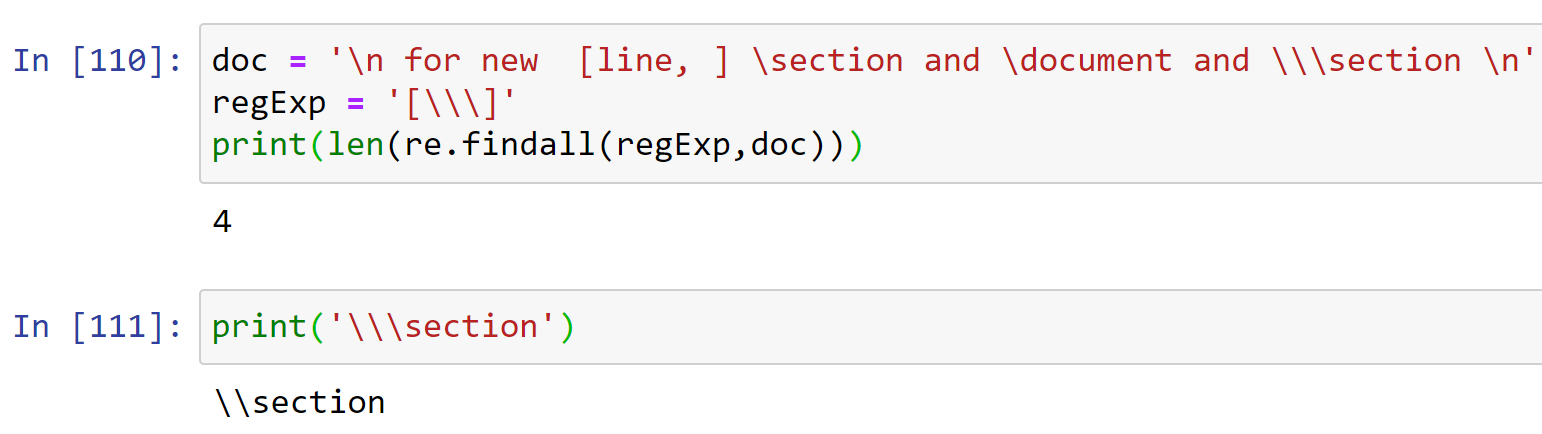 In [110]: doc = '\n for new  [line, ] \section and \document and \\\section \n'
regExp = '[\\\]'
print(len(re.findall(regExp,doc)))
4
In [111]: print('\\\section')
\\section